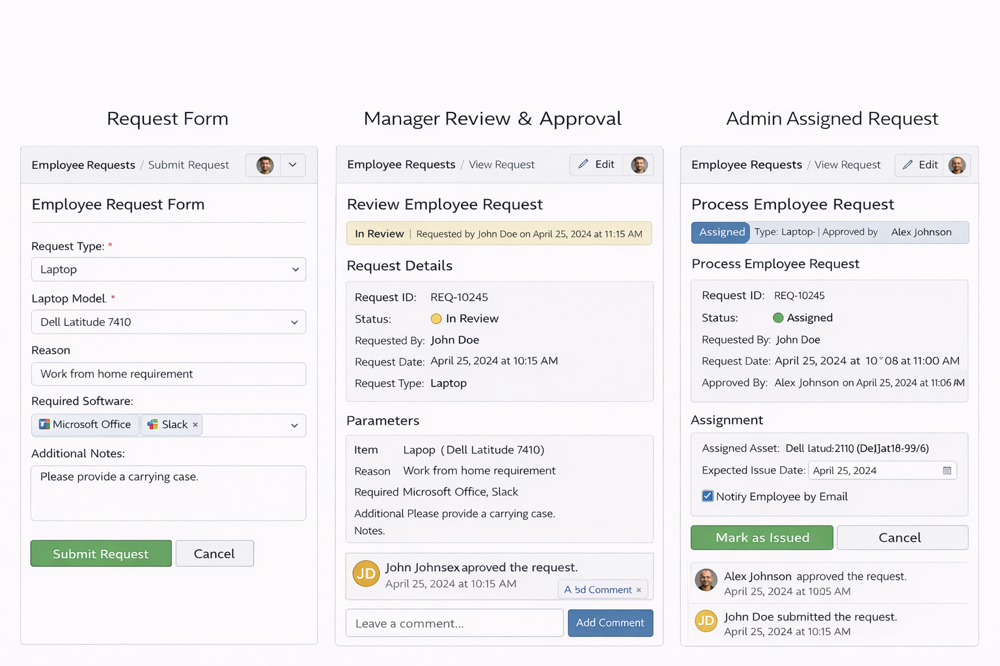 Request Form
Employee Requests / Submit Request
Employee Request Form
Request Type: *
Laptop
Laptop Model. *
Dell Latitude 7410
Reason
Work from home requirement
Required Software:
Microsoft Office Slack ×
Additional Notes:
Please provide a carrying case.
Submit Request Cancel
Manager Review & Approval
Employee Requests / View Request Edit
Review Employee Request
In Review | Requested by John Doe on April 25, 2024 at 11:15 AM
Request Details
Request ID: REQ-10245
Status: In Review
Requested By: John Doe
Request Date: April 25, 2024 at 10:15 AM
Request Type: Laptop
Parameters
Item Lapop (Dell Latitude 7410)
Reason Work from home requirement
Required Microsoft Office, Slack
Additional Please provide a carrying case.
Notes.
JD John Johnsex aproved the request.
April 25, 2024 at 10:15 AM
Comment ×
Leave a comment... Add Comment
Admin Assigned Request
Employee Requests / View Request Edit
Process Employee Request
Assigned Type: Laptop- | Approved by Alex Johnson
Process Employee Request
Request ID: REQ-10245
Status: Assigned
Requested By: John Doe
Request Date: April 25, 2024 at 10 08 at 11:00 AM
Approved By: Alex Johnson on April 25, 2024 at 11:06
Assignment
Assigned Asset: Dell
Expected Issue Date: April 25, 2024
Notify Employee by Email
Mark as Issued Cancel
Alex Johnson approved the request.
April 25, 2024 at AM
JD John Doe submitted the request.
April 25, 2024 at 10:15 AM